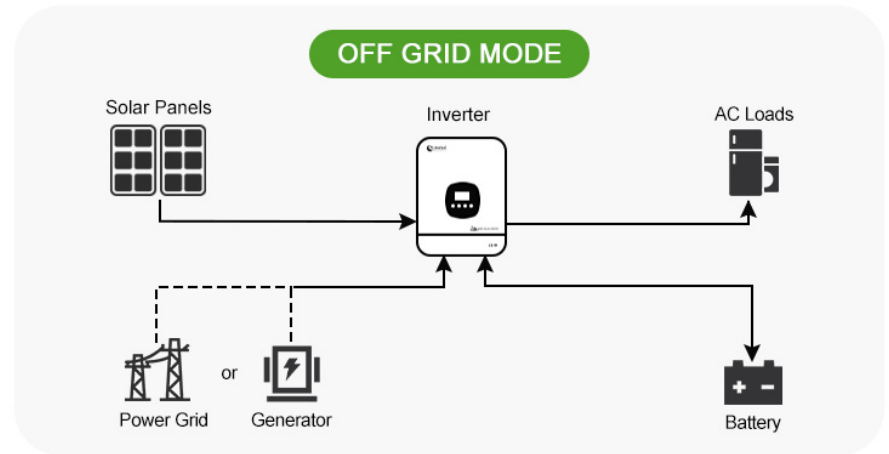 OFF GRID MODE
Solar Panels
Inverter
AC Loads
or
Power Grid
Generator
Battery